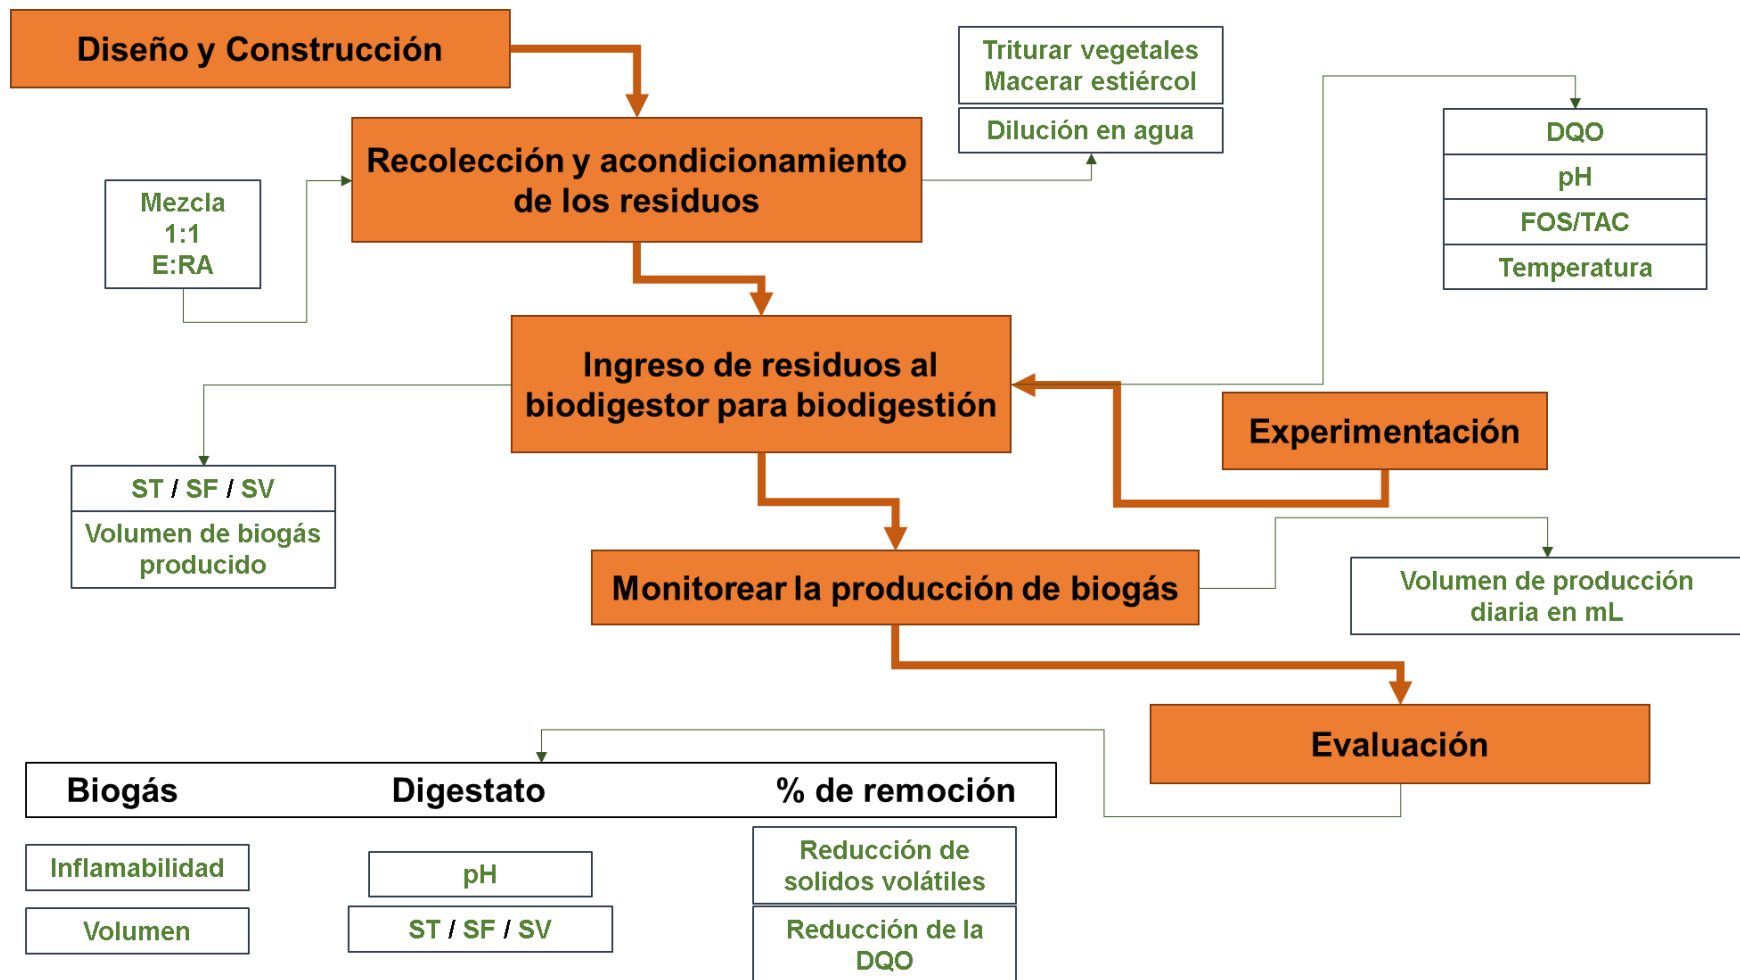 Diseño y Construcción
Triturar vegetales
Macerar estiércol
Dilución en agua
DQO
pH
FOS/TAC
Temperatura
Recolección y acondicionamiento
de los residuos
Mezcla
1:1
E:RA
Ingreso de residuos al
biodigestor para biodigestión
Experimentación
ST / SF / SV
Volumen de biogás
producido
Monitorear la producción de biogás
Volumen de producción
diaria en mL
Evaluación
Biogás Digestato % de remoción
Inflamabilidad
Volumen
pH
ST / SF / SV
Reducción de
solidos volátiles
Reducción de la
DQO